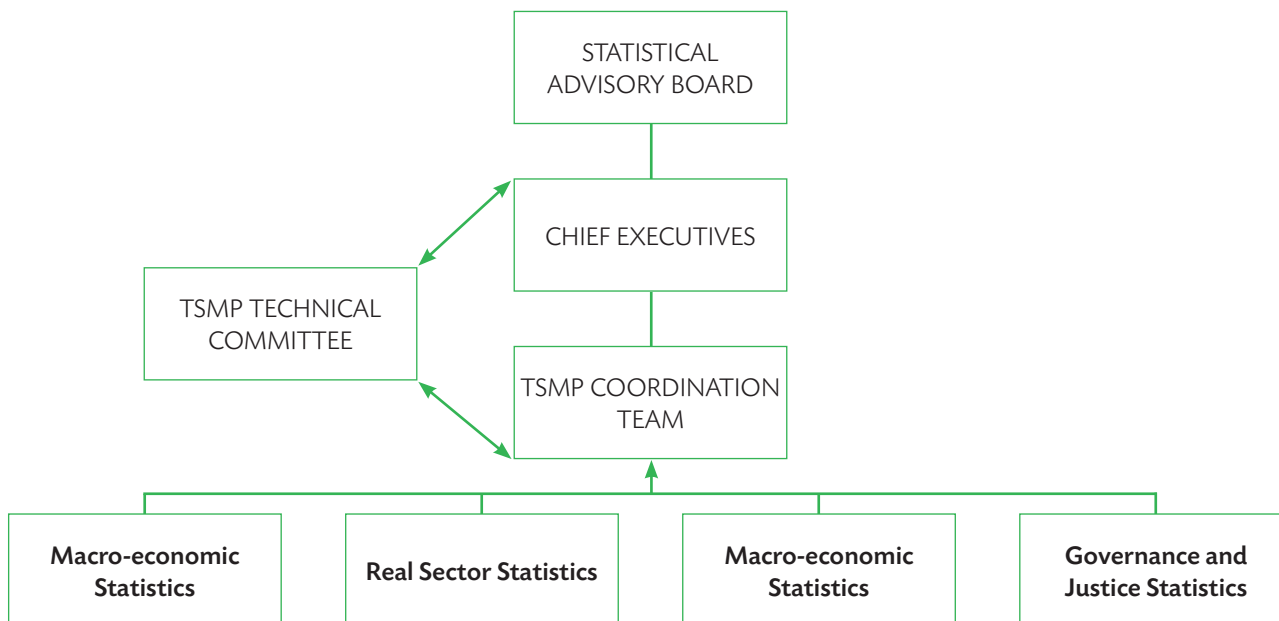 STATISTICAL
ADVISORY BOARD
CHIEF EXECUTIVES
TSMP TECHNICAL
COMMITTEE
TSMP COORDINATION
TEAM
Macro-economic
Statistics
Real Sector Statistics
Macro-economic
Statistics
Governance and
Justice Statistics